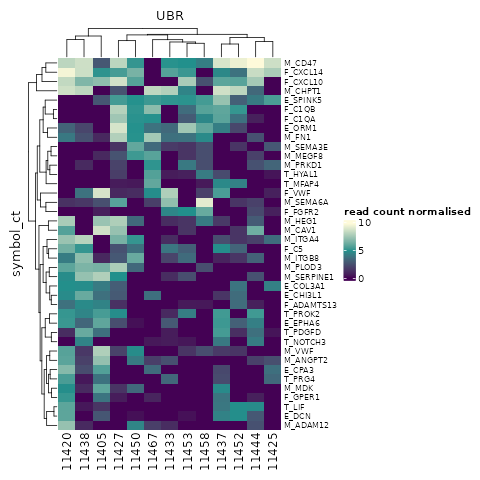 UBR
symbol_ct
M_CD47
F_CXCL14
F_CXCL10
M_CHPT1
E_SPINK5
F_C1QB
F_C1QA
E_ORM1
M_FN1
M_SEMA3E
M_MEGF8
M_PRKD1
T_HYAL1
T_MFAP4
F_VWF
M_SEMA6A
F_FGFR2
M_HEG1
M_CAV1
M_ITGA4
F_C5
M_ITGB8
M_PLOD3
M_SERPINE1
E_COL3A1
E_CHI3L1
F_ADAMTS13
T_PROK2
E_EPHA6
T_PDGFD
T_NOTCH3
M_VWF
M_ANGPT2
E_CPA3
T_PRG4
M_MDK
F_GPER1
T_LIF
E_DCN
M_ADAM12
11420 11438 11405 11427 11450 11467 11433 11453 11458 11437 11452 11444 11425
read count normalised
10
5
0